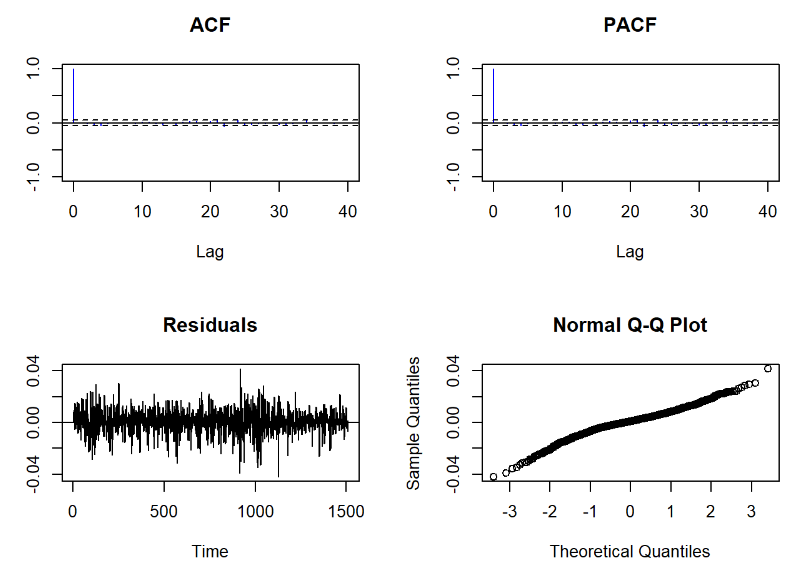 ACF
1.0
0.0
-1.0
0 10 20 30 40
Lag
PACF
1.0
0.0
-1.0
0 10 20 30 40
Lag
Residuals
0.04
0.00
-0.04
0 500 1000 1500
Time
Normal Q-Q Plot
Sample Quantiles
0.04
0.00
-0.04
-3 -2 -1 0 1 2 3
Theoretical Quantiles